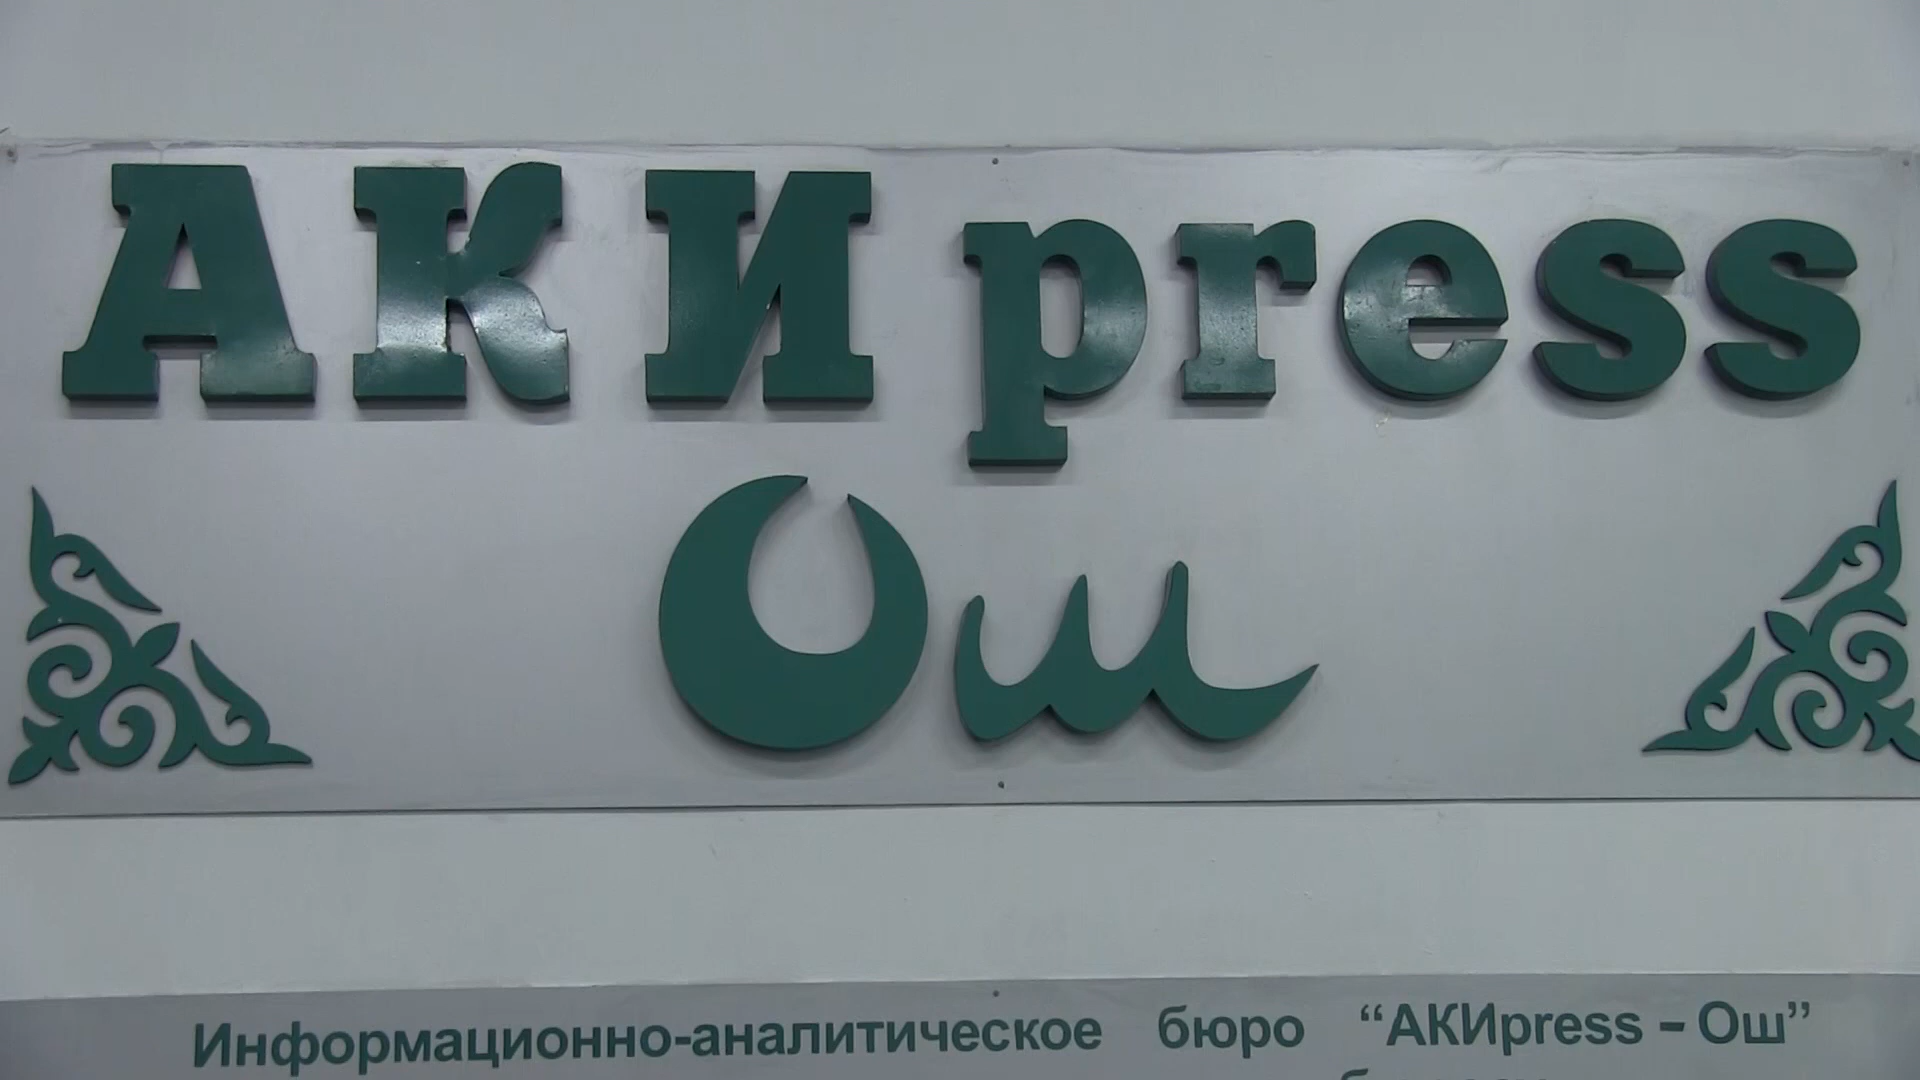 АКИpress
Ош
Информационно-аналитическое бюро “АКИpress – Ош”